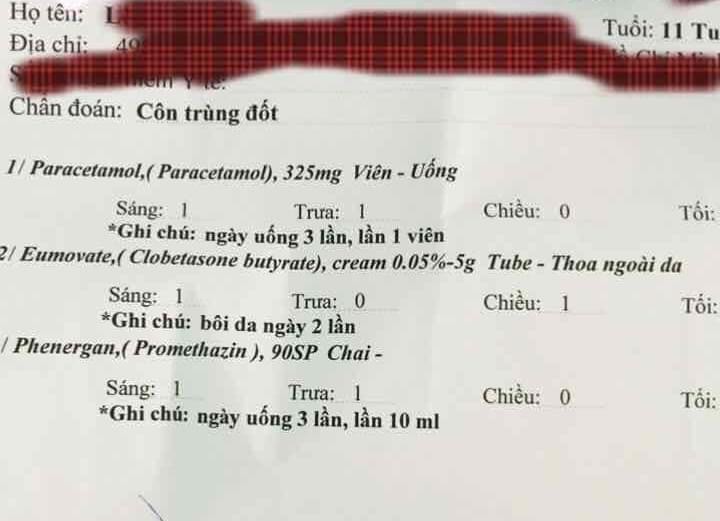 Họ tên: L
Tuổi: 11 Tu
Địa chỉ: 49
Chẩn đoán: Côn trùng đốt
1/ Paracetamol,( Paracetamol), 325mg Viên - Uống
Sáng: 1 Trưa: 1 Chiều: 0 Tối:
*Ghi chú: ngày uống 3 lần, lần 1 viên
2/ Eumovate,( Clobetasone butyrate), cream 0.05%-5g Tube - Thoa ngoài da
Sáng: 1 Trưa: 0 Chiều: 1 Tối:
*Ghi chú: bôi da ngày 2 lần
/ Phenergan,( Promethazin ), 90SP Chai -
Sáng: 1 Trưa: 1 Chiều: 0 Tối:
*Ghi chú: ngày uống 3 lần, lần 10 ml